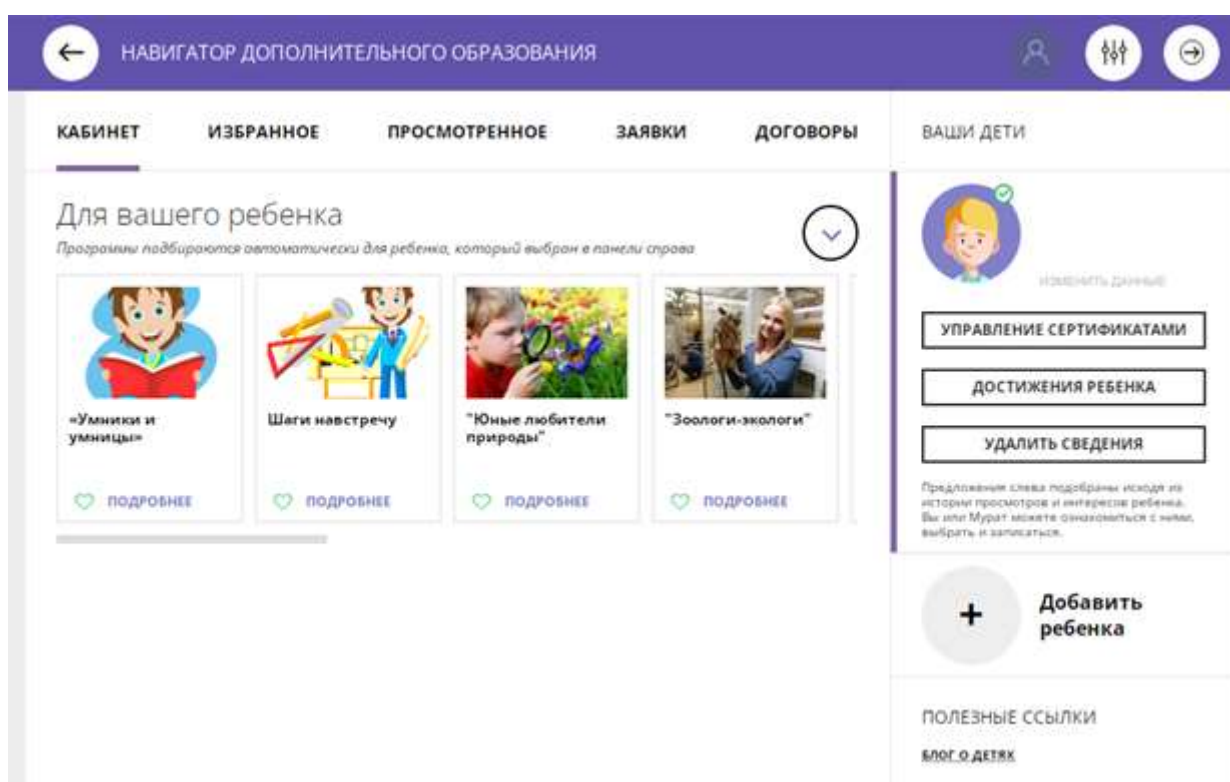 НАВИГАТОР ДОПОЛНИТЕЛЬНОГО ОБРАЗОВАНИЯ
КАБИНЕТ ИЗБРАННОЕ ПРОСМОТРЕННОЕ ЗАЯВКИ ДОГОВОРЫ
Для вашего ребенка
Программы подбираются автоматически для ребенка, который выбран в панели справа
«Умники и
умницы»
ПОДРОБНЕЕ
Шаги навстречу
ПОДРОБНЕЕ
"Юные любители
природы"
ПОДРОБНЕЕ
"Зоологи-экологи"
ПОДРОБНЕЕ
ВАШИ ДЕТИ
ИЗМЕНИТЬ ДАННЫЕ
УПРАВЛЕНИЕ СЕРТИФИКАТАМИ
ДОСТИЖЕНИЯ РЕБЕНКА
УДАЛИТЬ СВЕДЕНИЯ
Предложения слева подобраны исходя из
истории просмотров и интересов ребенка.
Вы или Мурат можете ознакомиться с ними,
выбрать и записаться.
+
Добавить
ребенка
ПОЛЕЗНЫЕ ССЫЛКИ
БЛОГ О ДЕТЯХ